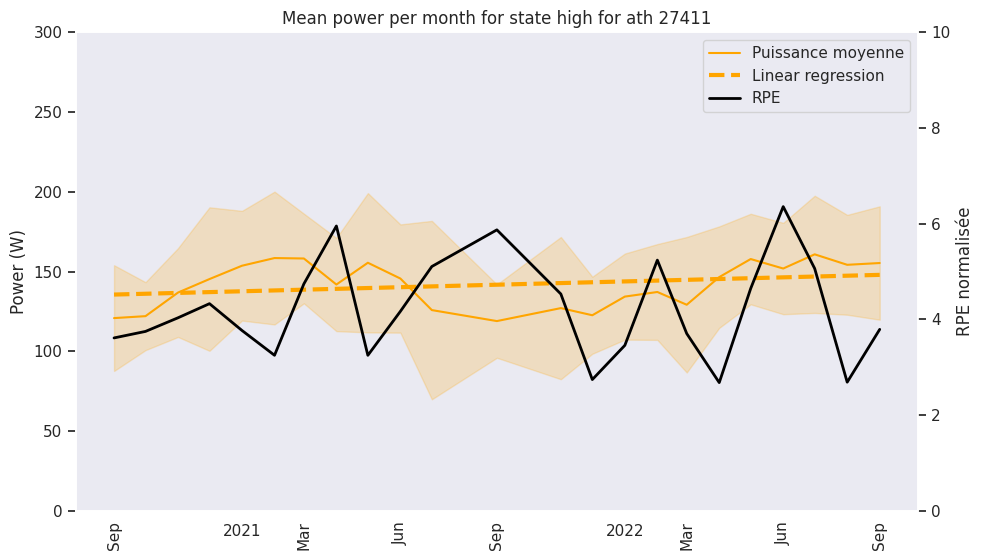 Mean power per month for state high for ath 27411
Puissance moyenne
Linear regression
RPE
Power (W)
300
250
200
150
100
50
0
RPE normalisée
10
8
6
4
2
0
Sep
2021
Mar
Jun
Sep
2022
Mar
Jun
Sep